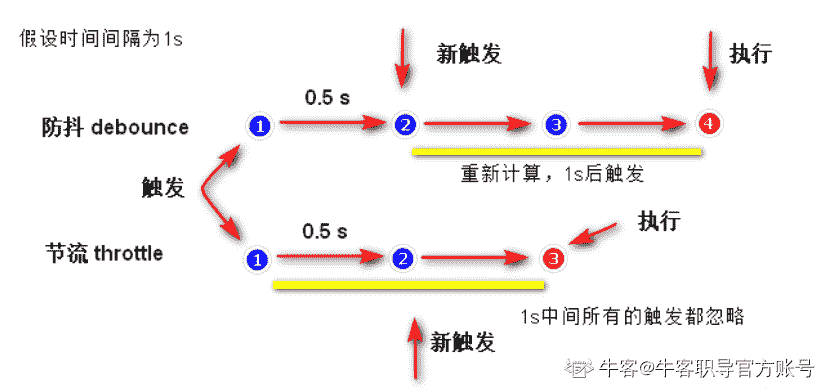 假设时间间隔为1s
新触发
执行
0.5 s
防抖 debounce
1
2
3
4
重新计算，1s后触发
触发
0.5 s
执行
节流 throttle
1
2
3
1s中间所有的触发都忽略
新触发
牛客@牛客职导官方账号